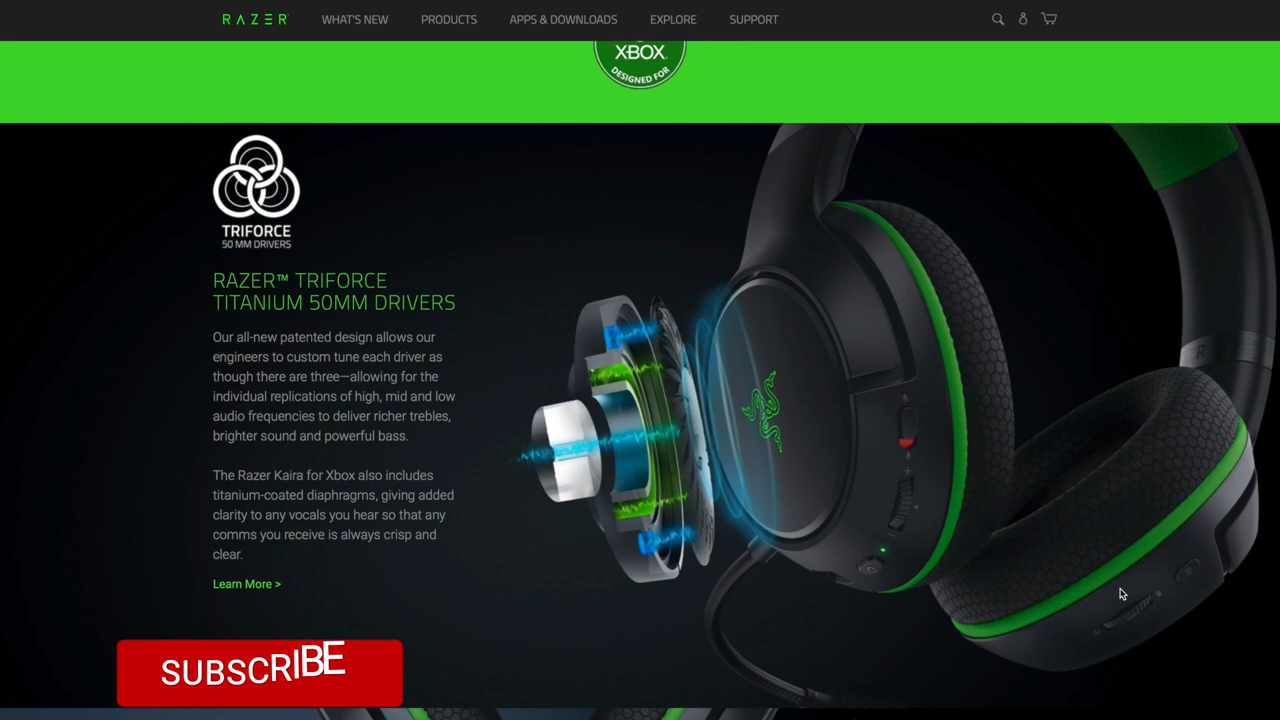 RAZER
WHAT'S NEW
PRODUCTS
APPS & DOWNLOADS
EXPLORE
SUPPORT
XBOX
DESIGNED FOR
TRIFORCE
50 MM DRIVERS
RAZER™ TRIFORCE
TITANIUM 50MM DRIVERS
Our all-new patented design allows our
engineers to custom tune each driver as
though there are three—allowing for the
individual replications of high, mid and low
audio frequencies to deliver richer trebles,
brighter sound and powerful bass.
The Razer Kaira for Xbox also includes
titanium-coated diaphragms, giving added
clarity to any vocals you hear so that any
comms you receive is always crisp and
clear.
Learn More >
SUBSCRIBE